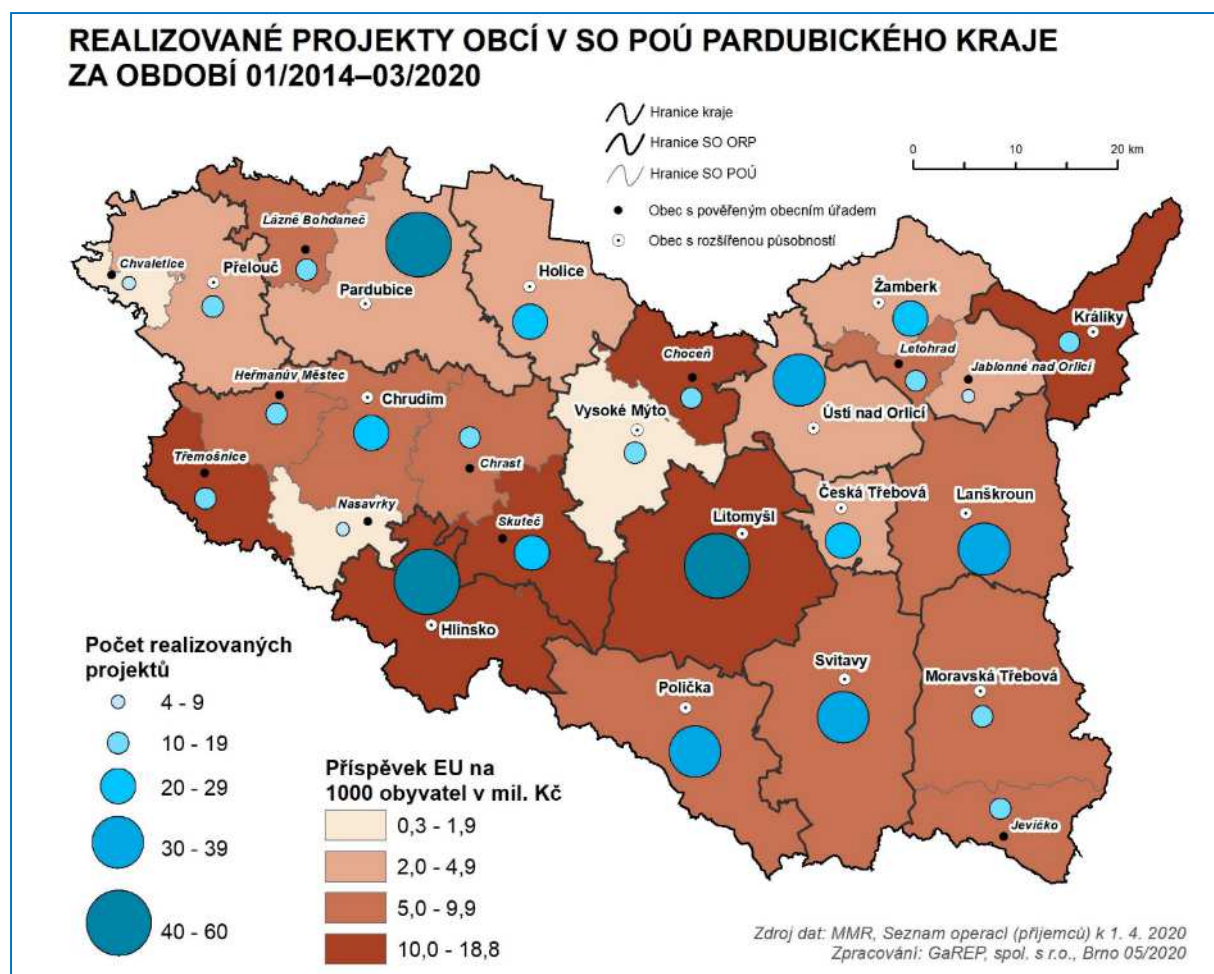 REALIZOVANÉ PROJEKTY OBCÍ V SO POÚ PARDUBICKÉHO KRAJE
ZA OBDOBÍ 01/2014–03/2020
Hranice kraje
Hranice SO ORP
Hranice SO POÚ
Obec s pověřeným obecním úřadem
Obec s rozšířenou působností
0 10 20 km
Lázně Bohdaneč
Chvaletice
Přelouč
Pardubice
Holice
Žamberk
Králíky
Letohrad
Jablonné nad Orlicí
Choceň
Heřmanův Městec
Chrudim
Vysoké Mýto
Ústí nad Orlicí
Třemošnice
Chrast
Nasavrky
Skuteč
Litomyšl
Česká Třebová
Lanškroun
Hlinsko
Svitavy
Polička
Moravská Třebová
Jevíčko
Počet realizovaných
projektů
4 - 9
10 - 19
20 - 29
30 - 39
40 - 60
Příspěvek EU na
1000 obyvatel v mil. Kč
0,3 - 1,9
2,0 - 4,9
5,0 - 9,9
10,0 - 18,8
Zdroj dat: MMR, Seznam operací (příjemců) k 1. 4. 2020
Zpracování: GaREP, spol. s r.o., Brno 05/2020